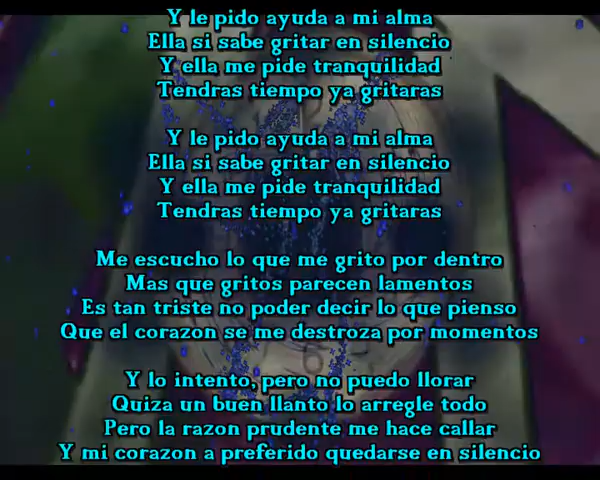 Y le pido ayuda a mi alma
Ella si sabe gritar en silencio
Y ella me pide tranquilidad
Tendras tiempo ya gritaras
Y le pido ayuda a mi alma
Ella si sabe gritar en silencio
Y ella me pide tranquilidad
Tendras tiempo ya gritaras
Me escucho lo que me grito por dentro
Mas que gritos parecen lamentos
Es tan triste no poder decir lo que pienso
Que el corazon se me destroza por momentos
Y lo intento, pero no puedo llorar
Quiza un buen llanto lo arregle todo
Pero la razon prudente me hace callar
Y mi corazon a preferido quedarse en silencio